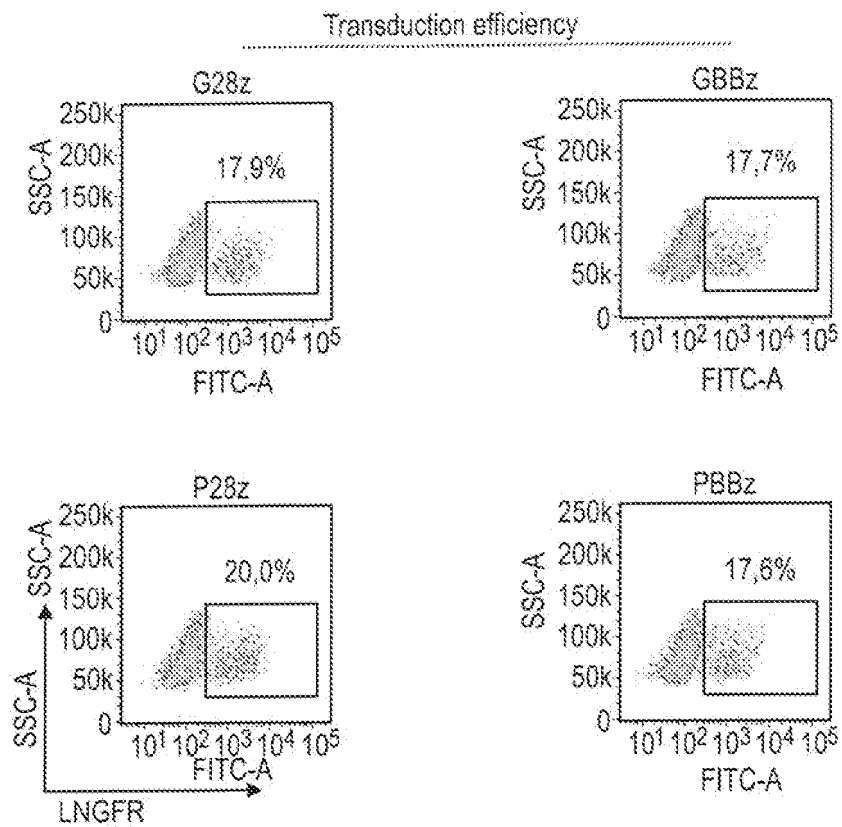 Transduction efficiency
G28z
250k
200k
150k
100k
50k
0
SSC-A
17,9%
10¹ 10² 10³ 10⁴ 10⁵
FITC-A
GBBz
250k
200k
150k
100k
50k
0
SSC-A
17,7%
10¹ 10² 10³ 10⁴ 10⁵
FITC-A
P28z
250k
200k
150k
100k
50k
0
SSC-A
20,0%
10¹ 10² 10³ 10⁴ 10⁵
FITC-A
SSC-A
LNGFR
PBBz
250k
200k
150k
100k
50k
0
SSC-A
17,6%
10¹ 10² 10³ 10⁴ 10⁵
FITC-A